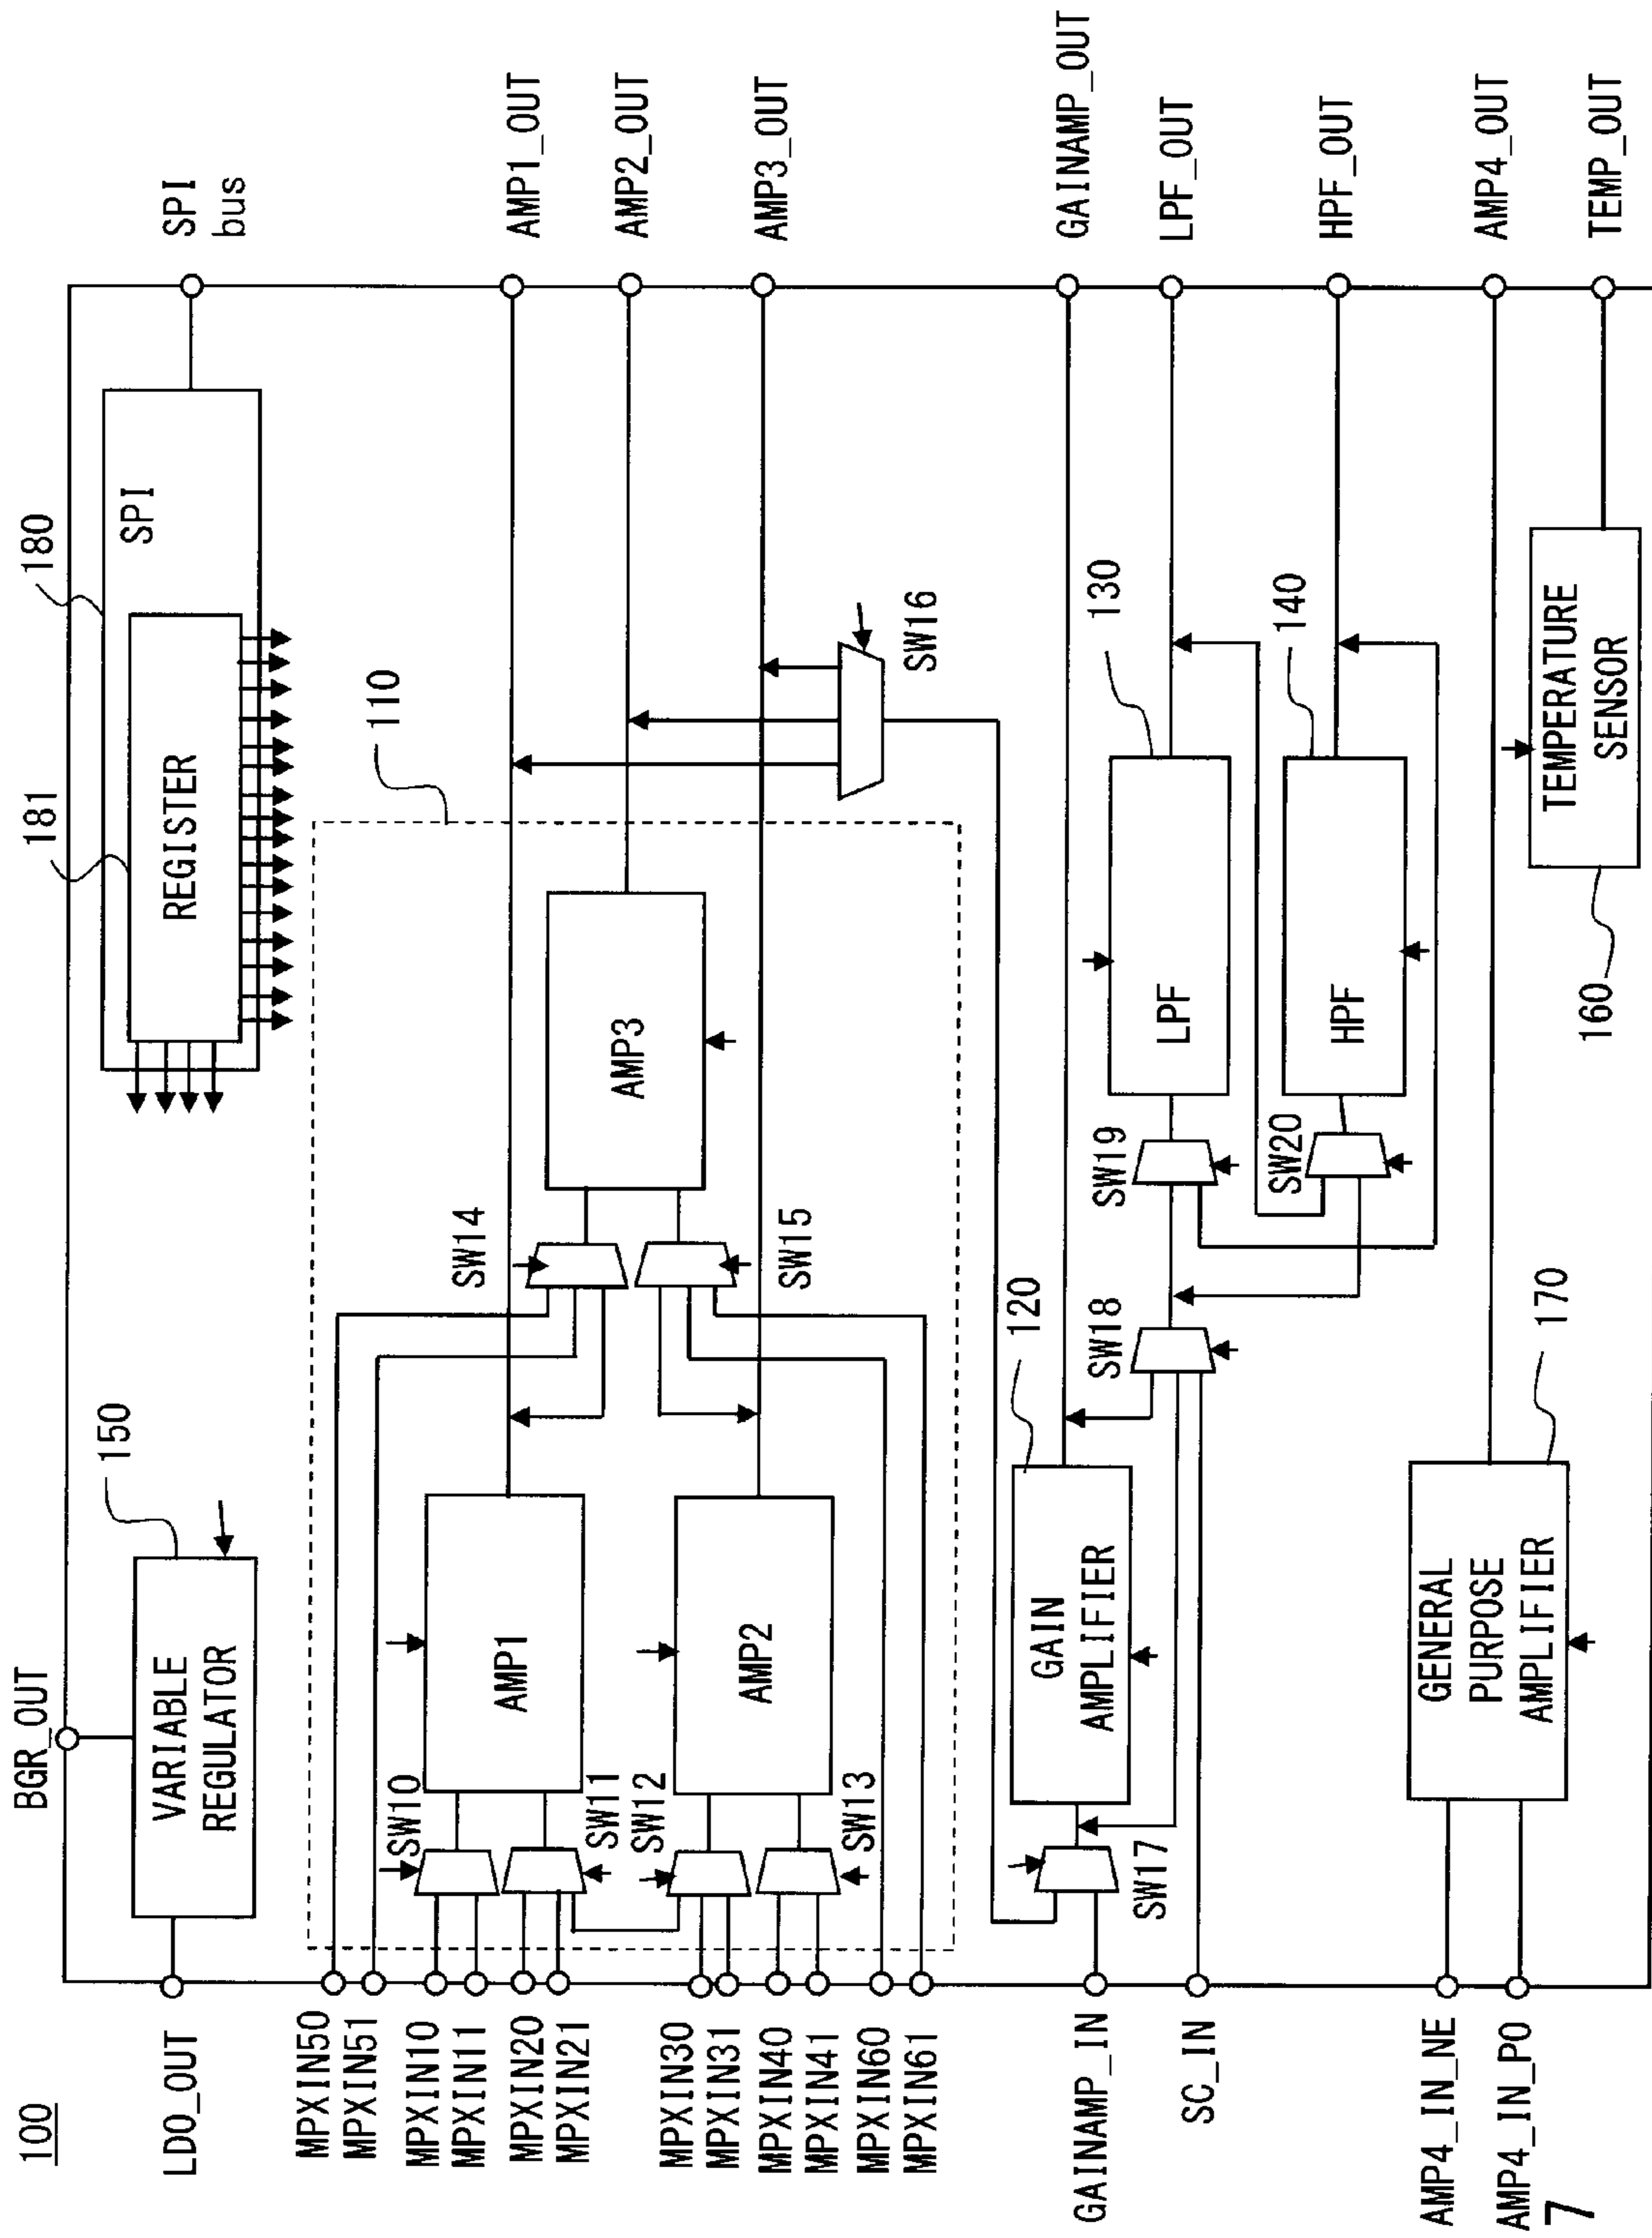 100
BGR_OUT
LDO_OUT
VARIABLE
REGULATOR
150
181
180
REGISTER
SPI
SPI
bus
110
MPXIN50
MPXIN51
MPXIN10
MPXIN11
MPXIN20
MPXIN21
MPXIN30
MPXIN31
MPXIN40
MPXIN41
MPXIN60
MPXIN61
SW10
SW11
SW12
SW13
AMP1
AMP2
SW14
SW15
AMP3
SW16
AMP1_OUT
AMP2_OUT
AMP3_OUT
GAINAMP_IN
SC_IN
SW17
GAIN
AMPLIFIER
120
SW18
SW19
SW20
LPF
130
HPF
140
GAINAMP_OUT
LPF_OUT
HPF_OUT
AMP4_IN_NE
AMP4_IN_PO
GENERAL
PURPOSE
AMPLIFIER
170
AMP4_OUT
160
TEMPERATURE
SENSOR
TEMP_OUT
7